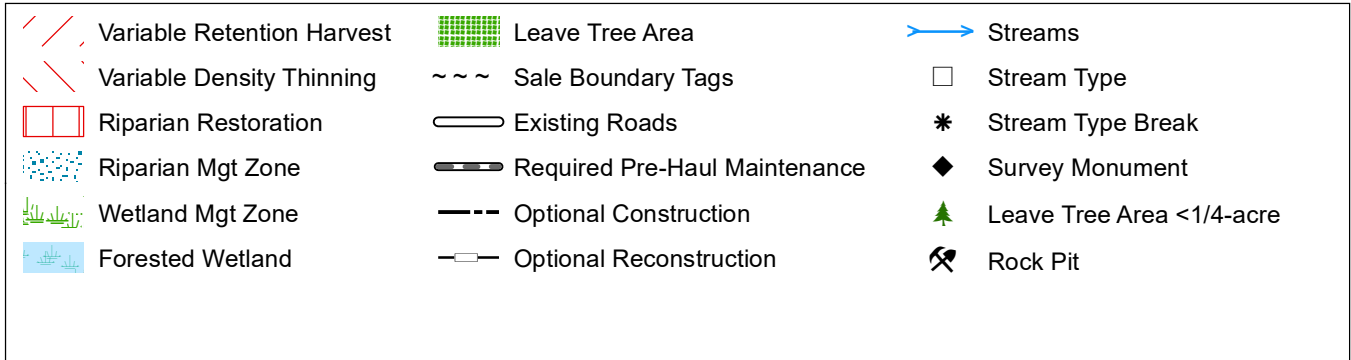 Variable Retention Harvest
Variable Density Thinning
Riparian Restoration
Riparian Mgt Zone
Wetland Mgt Zone
Forested Wetland
Leave Tree Area
Sale Boundary Tags
Existing Roads
Required Pre-Haul Maintenance
Optional Construction
Optional Reconstruction
Streams
Stream Type
Stream Type Break
Survey Monument
Leave Tree Area <1/4-acre
Rock Pit